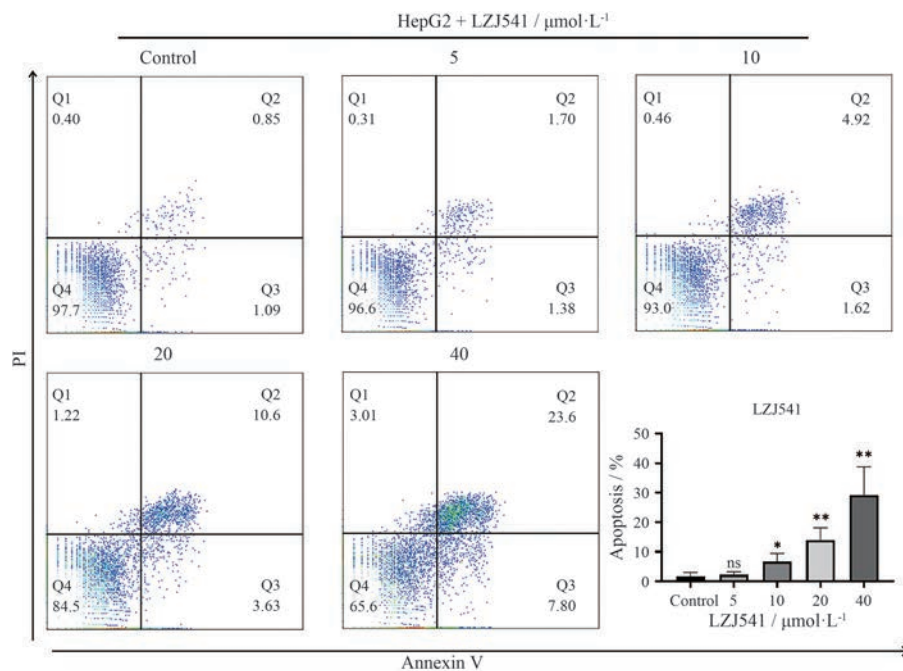 HepG2 + LZJ541 / μmol·L⁻¹
Control
5
10
Q1
0.40
Q2
0.85
Q4
97.7
Q3
1.09
Q1
0.31
Q2
1.70
Q4
96.6
Q3
1.38
Q1
0.46
Q2
4.92
Q4
93.0
Q3
1.62
PI
20
40
Q1
1.22
Q2
10.6
Q4
84.5
Q3
3.63
Q1
3.01
Q2
23.6
Q4
65.6
Q3
7.80
LZJ541
Apoptosis / %
50
40
30
20
10
0
ns
*
**
**
Control 5 10 20 40
LZJ541 / μmol·L⁻¹
Annexin V